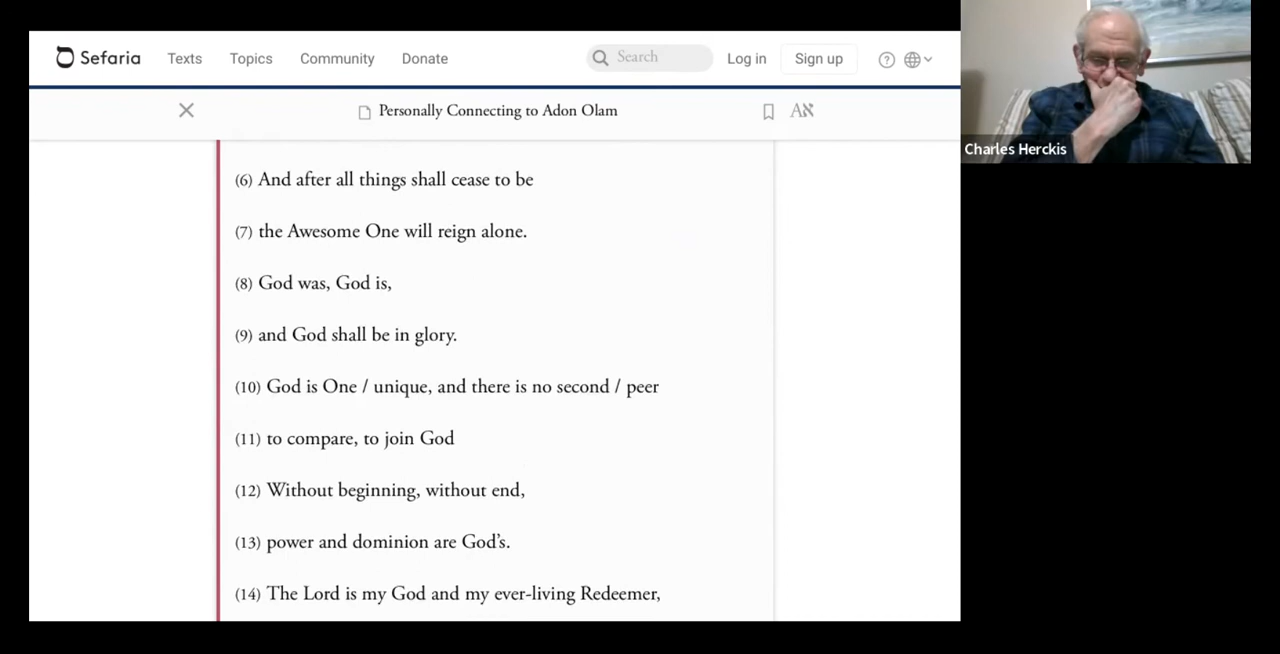 Sefaria Texts Topics Community Donate Search Log in Sign up
Personally Connecting to Adon Olam Aא
(6) And after all things shall cease to be
(7) the Awesome One will reign alone.
(8) God was, God is,
(9) and God shall be in glory.
(10) God is One / unique, and there is no second / peer
(11) to compare, to join God
(12) Without beginning, without end,
(13) power and dominion are God’s.
(14) The Lord is my God and my ever-living Redeemer,
Charles Herckis